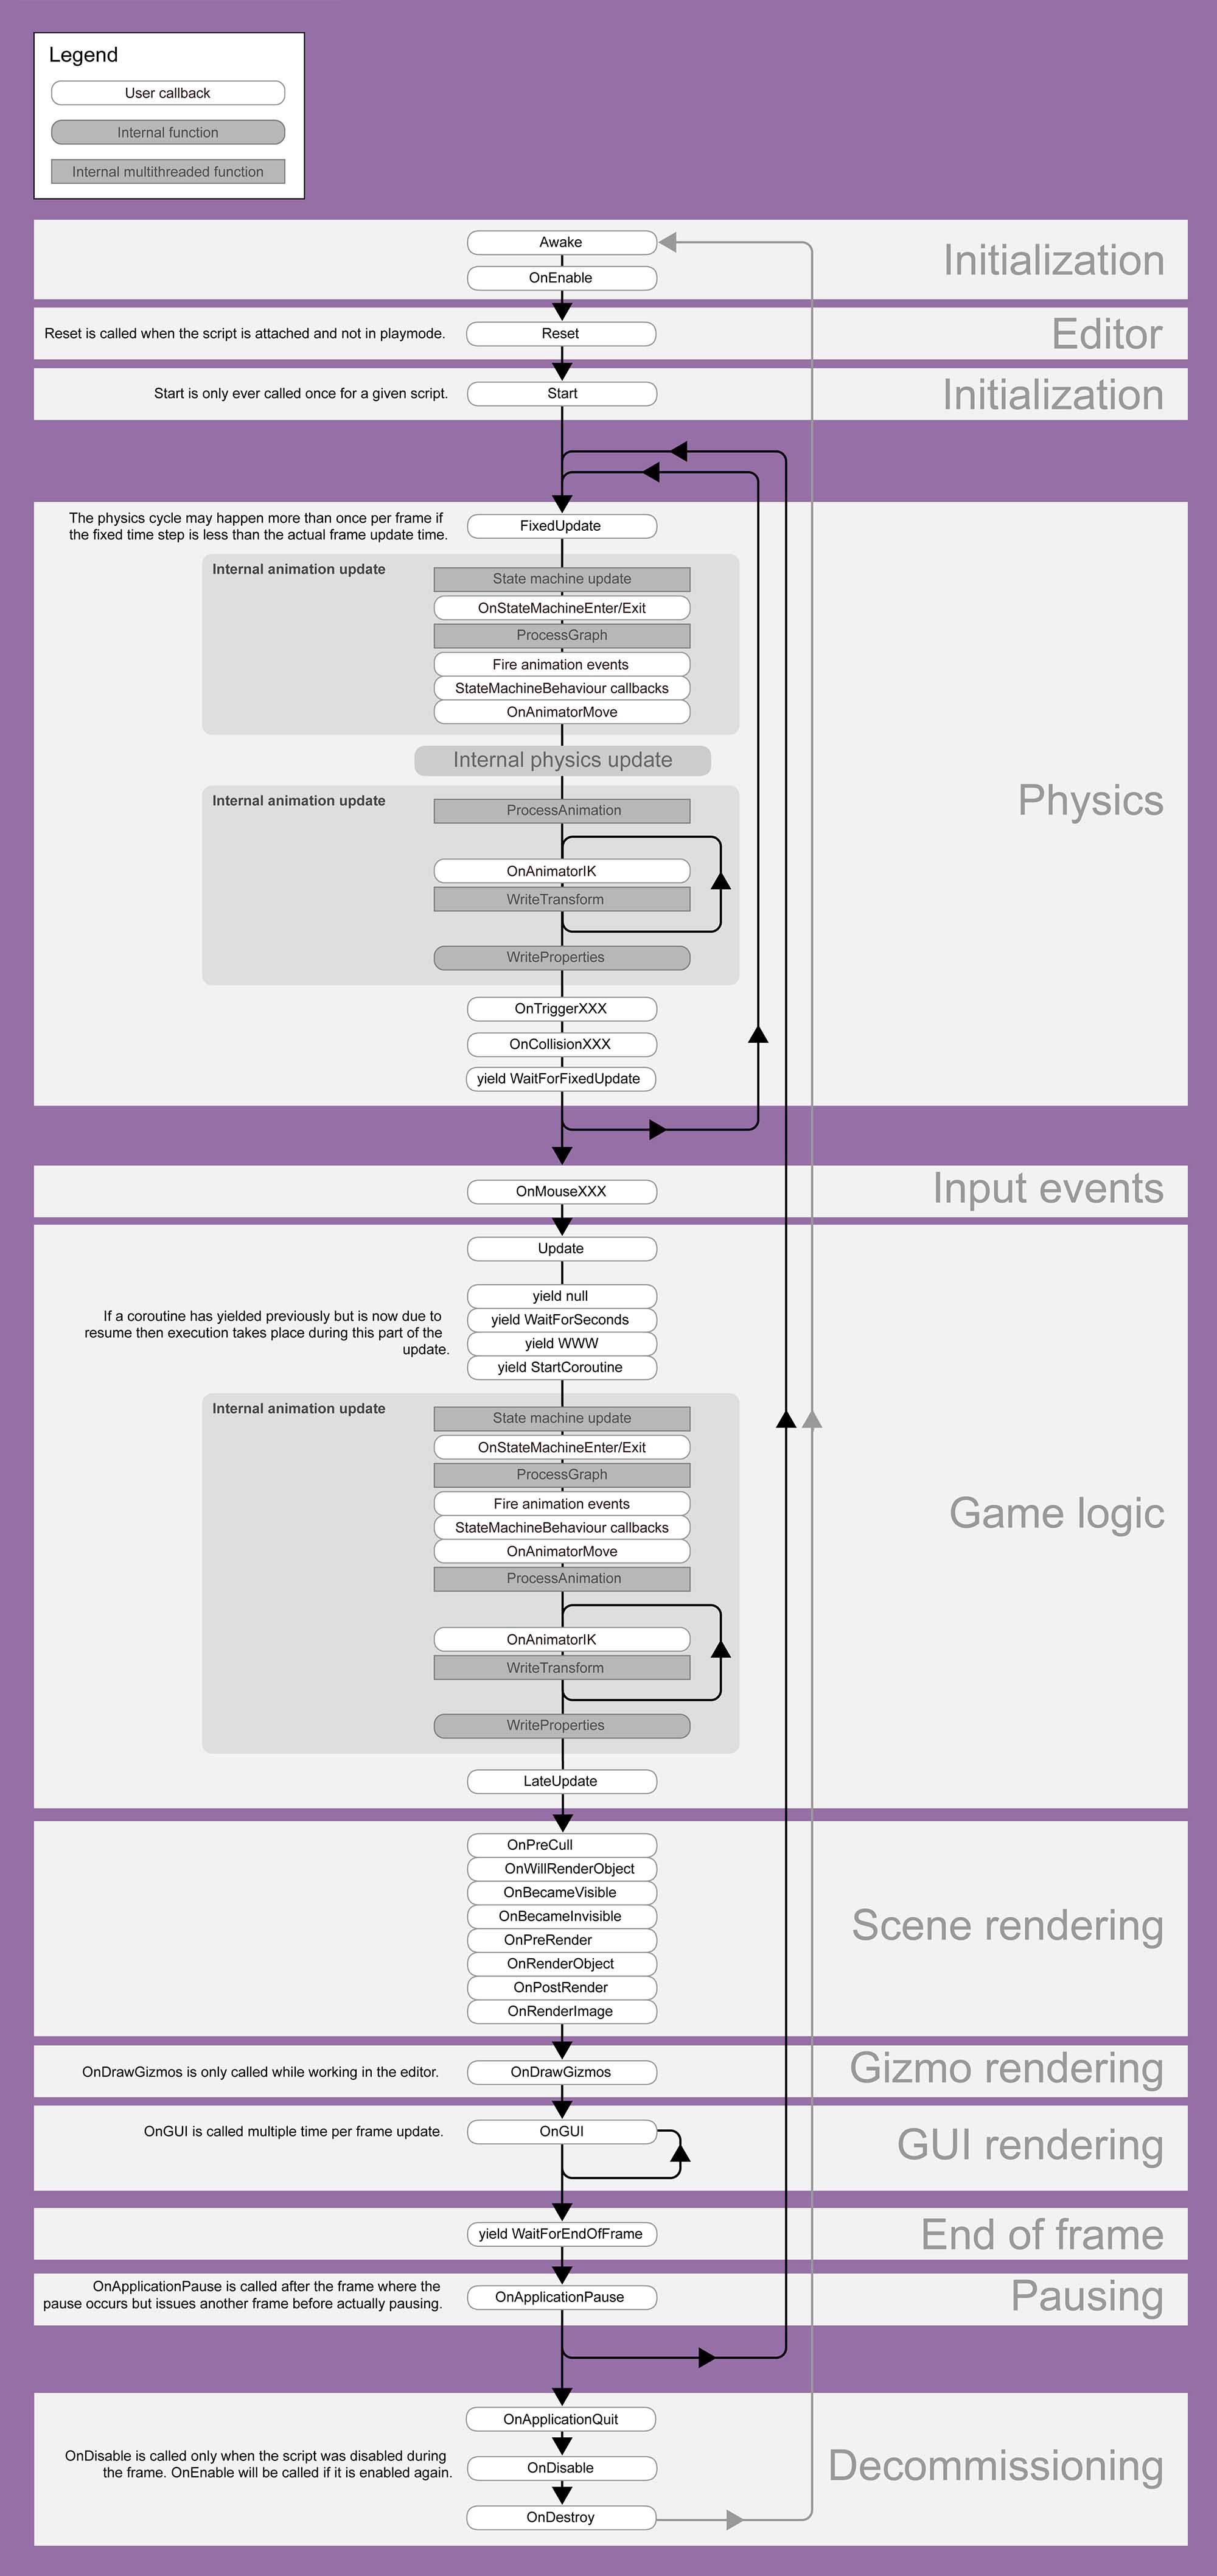 Legend
User callback
Internal function
Internal multithreaded function
Awake
Initialization
OnEnable
Reset is called when the script is attached and not in playmode.
Reset
Editor
Start is only ever called once for a given script.
Start
Initialization
The physics cycle may happen more than once per frame if
the fixed time step is less than the actual frame update time.
FixedUpdate
Internal animation update
State machine update
OnStateMachineEnter/Exit
ProcessGraph
Fire animation events
StateMachineBehaviour callbacks
OnAnimatorMove
Internal physics update
Physics
Internal animation update
ProcessAnimation
OnAnimatorIK
WriteTransform
WriteProperties
OnTriggerXXX
OnCollisionXXX
yield WaitForFixedUpdate
OnMouseXXX
Input events
Update
yield null
If a coroutine has yielded previously but is now due to
resume then execution takes place during this part of the
update.
yield WaitForSeconds
yield WWW
yield StartCoroutine
Internal animation update
State machine update
OnStateMachineEnter/Exit
ProcessGraph
Fire animation events
Game logic
StateMachineBehaviour callbacks
OnAnimatorMove
ProcessAnimation
OnAnimatorIK
WriteTransform
WriteProperties
LateUpdate
OnPreCull
OnWillRenderObject
OnBecameVisible
OnBecameInvisible
Scene rendering
OnPreRender
OnRenderObject
OnPostRender
OnRenderImage
OnDrawGizmos is only called while working in the editor.
OnDrawGizmos
Gizmo rendering
OnGUI is called multiple time per frame update.
OnGUI
GUI rendering
yield WaitForEndOfFrame
End of frame
OnApplicationPause is called after the frame where the
pause occurs but issues another frame before actually pausing.
OnApplicationPause
Pausing
OnApplicationQuit
OnDisable is called only when the script was disabled during
the frame. OnEnable will be called if it is enabled again.
OnDisable
Decommissioning
OnDestroy